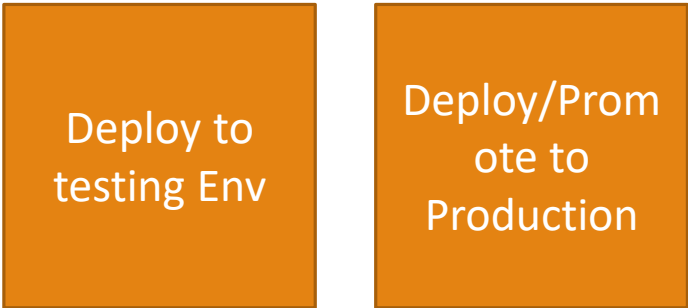 Deploy to
testing Env
Deploy/Prom
ote to
Production